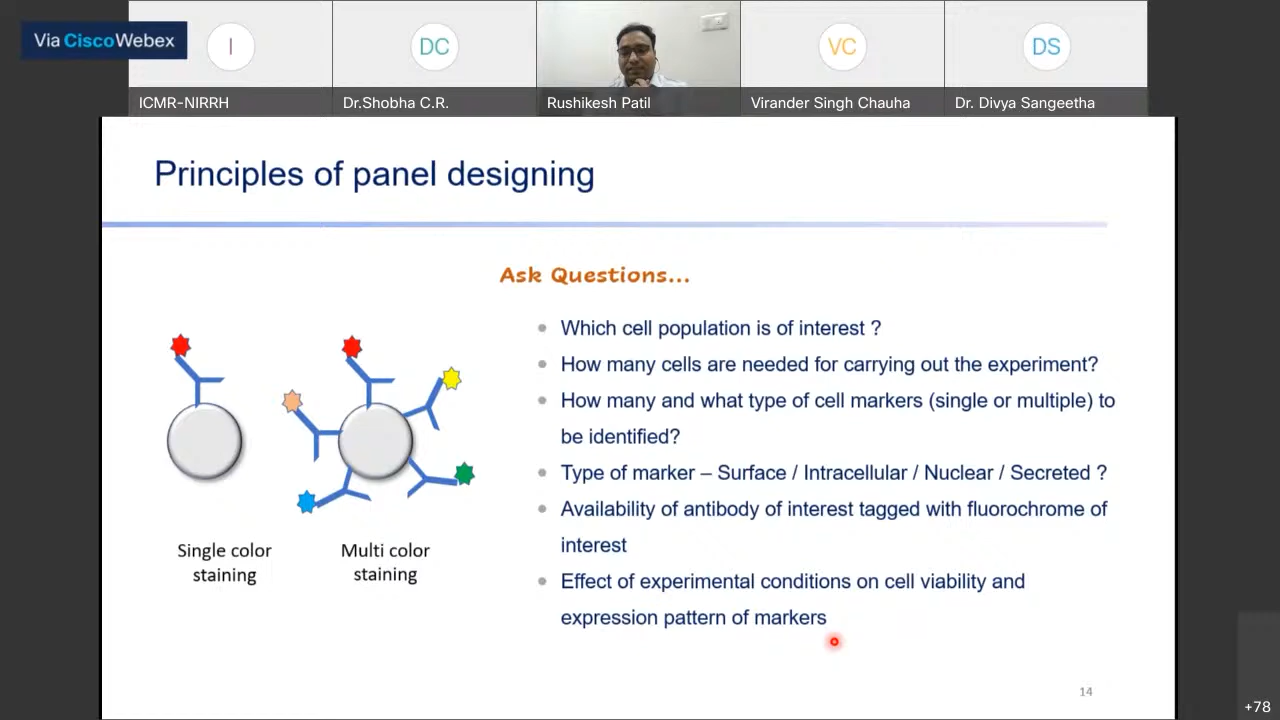 Via Cisco Webex
I
DC
VC
DS
ICMR-NIRRH
Dr.Shobha C.R.
Rushikesh Patil
Virander Singh Chauha
Dr. Divya Sangeetha
Principles of panel designing
Ask Questions...
Which cell population is of interest ?
How many cells are needed for carrying out the experiment?
How many and what type of cell markers (single or multiple) to
be identified?
Type of marker – Surface / Intracellular / Nuclear / Secreted ?
Availability of antibody of interest tagged with fluorochrome of
interest
Effect of experimental conditions on cell viability and
expression pattern of markers
Single color
staining
Multi color
staining
14
+78